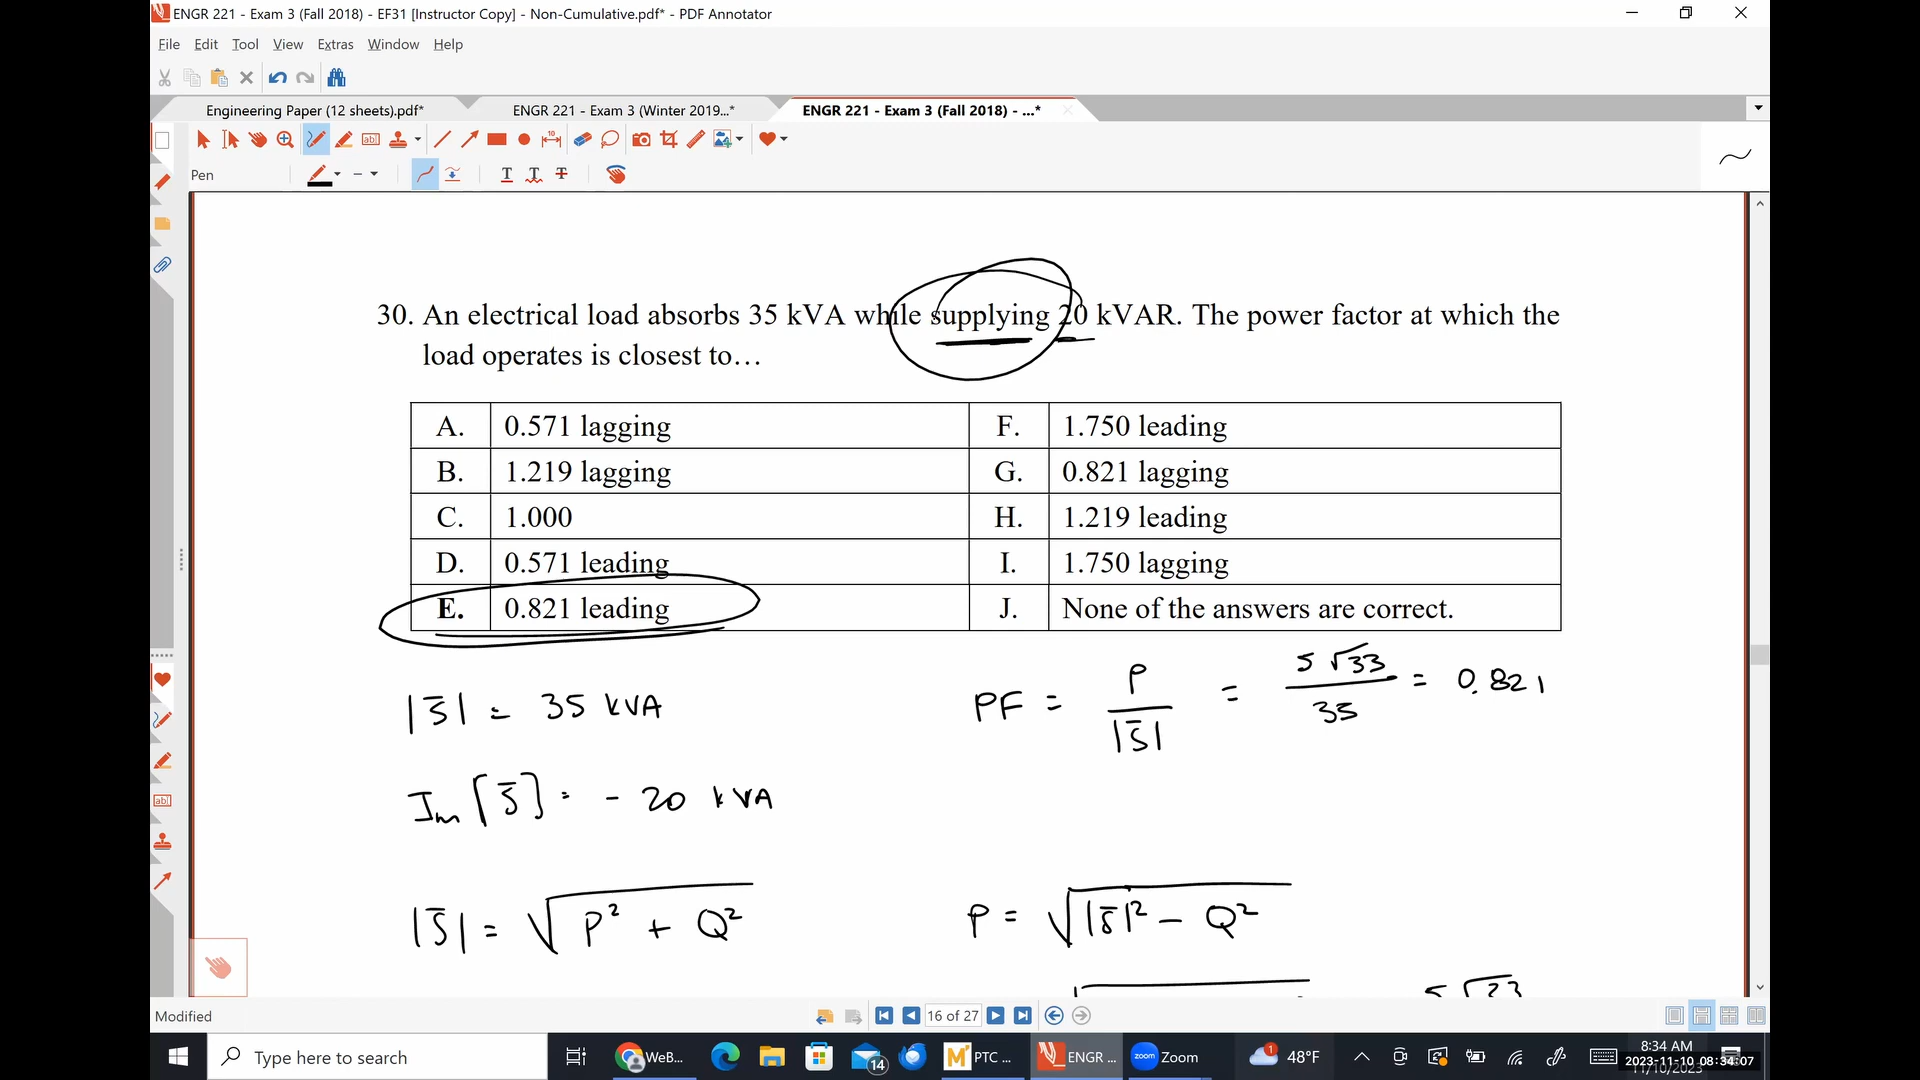 ENGR 221 - Exam 3 (Fall 2018) - EF31 [Instructor Copy] - Non-Cumulative.pdf* - PDF Annotator
File Edit Tool View Extras Window Help
Engineering Paper (12 sheets).pdf* ENGR 221 - Exam 3 (Winter 2019...* ENGR 221 - Exam 3 (Fall 2018) - ...*
Pen
30. An electrical load absorbs 35 kVA while supplying 20 kVAR. The power factor at which the
load operates is closest to…
A. 0.571 lagging F. 1.750 leading
B. 1.219 lagging G. 0.821 lagging
C. 1.000 H. 1.219 leading
D. 0.571 leading I. 1.750 lagging
E. 0.821 leading J. None of the answers are correct.
|S̅| = 35 kVA PF = P / |S̅| = 5 √33 / 35 = 0.821
Im [S̅] = - 20 kVA
|S̅| = √(P² + Q²) P = √(|S̅|² - Q²)
5 √33
Modified 16 of 27
Type here to search WeB... 14 PTC ... ENGR ... zoom Zoom 1 48°F 8:34 AM
2023-11-10 08:34:07